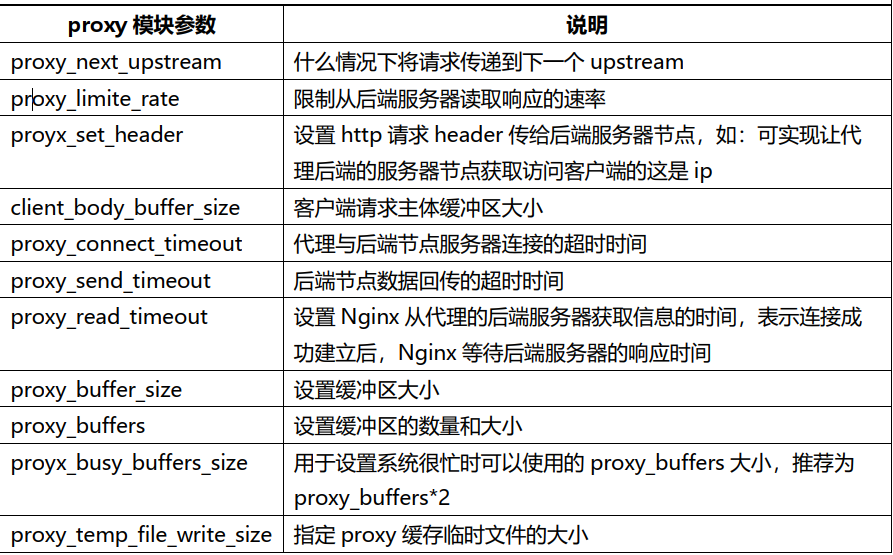 proxy 模块参数 说明
proxy_next_upstream 什么情况下将请求传递到下一个 upstream
proxy_limite_rate 限制从后端服务器读取响应的速率
proyx_set_header 设置 http 请求 header 传给后端服务器节点，如：可实现让代
理后端的服务器节点获取访问客户端的这是 ip
client_body_buffer_size 客户端请求主体缓冲区大小
proxy_connect_timeout 代理与后端节点服务器连接的超时时间
proxy_send_timeout 后端节点数据回传的超时时间
proxy_read_timeout 设置 Nginx 从代理的后端服务器获取信息的时间，表示连接成
功建立后，Nginx 等待后端服务器的响应时间
proxy_buffer_size 设置缓冲区大小
proxy_buffers 设置缓冲区的数量和大小
proyx_busy_buffers_size 用于设置系统很忙时可以使用的 proxy_buffers 大小，推荐为
proxy_buffers*2
proxy_temp_file_write_size 指定 proxy 缓存临时文件的大小